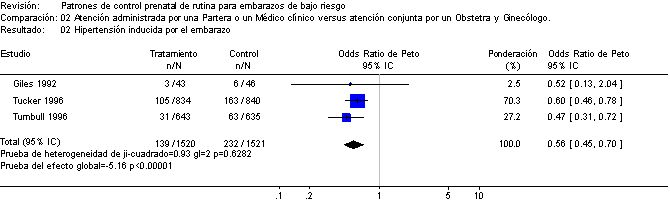 Revisión: Patrones de control prenatal de rutina para embarazos de bajo riesgo
Comparación: 02 Atención administrada por una Partera o un Médico clínico versus atención conjunta por un Obstetra y Ginecólogo.
Resultado: 02 Hipertensión inducida por el embarazo
Estudio Tratamiento Control Odds Ratio de Peto Ponderación Odds Ratio de Peto
n/N n/N 95% IC (%) 95% IC
Giles 1992 3 /43 6 /46 2.5 0.52 [ 0.13, 2.04 ]
Tucker 1996 105 /834 163 /840 70.3 0.60 [ 0.46, 0.78 ]
Turnbull 1996 31 /643 63 /635 27.2 0.47 [ 0.31, 0.72 ]
Total (95% IC) 139 /1520 232 /1521 100.0 0.56 [ 0.45, 0.70 ]
Prueba de heterogeneidad de ji-cuadrado=0.93 gl=2 p=0.6282
Prueba del efecto global=-5.16 p<0.00001
.1 .2 1 5 10